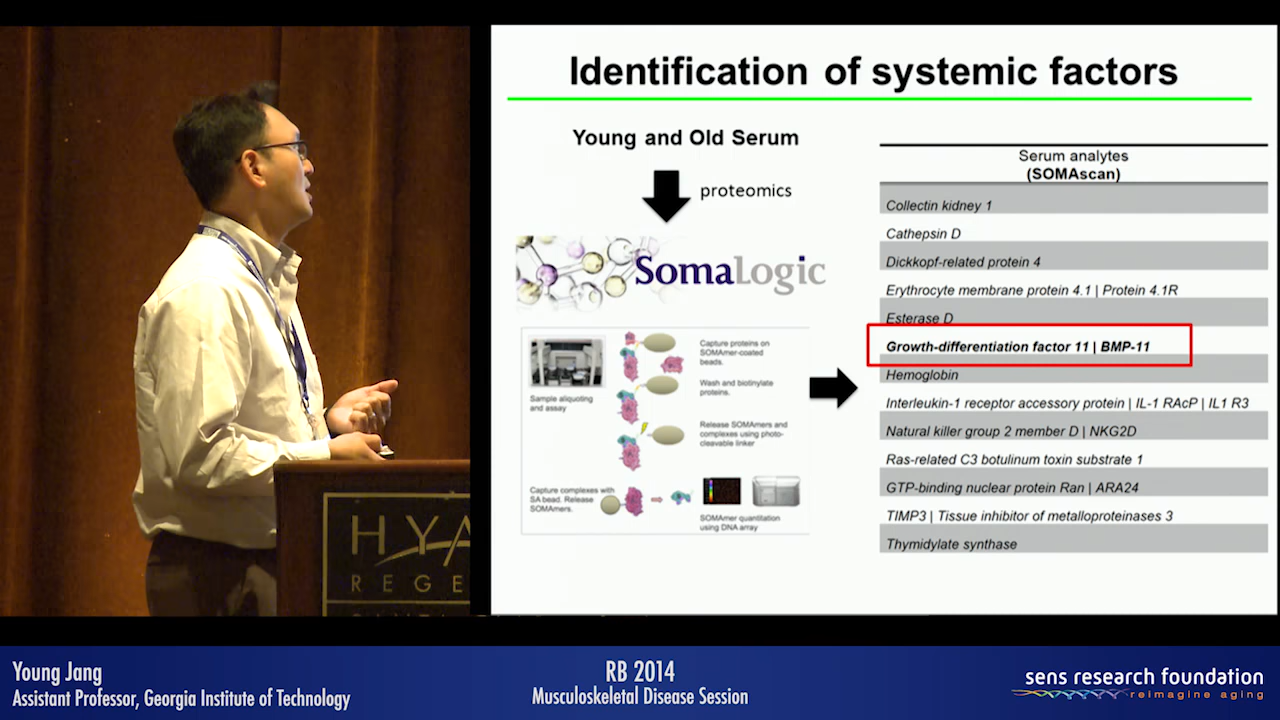 Identification of systemic factors
Young and Old Serum
proteomics
SomaLogic
Sample aliquoting
and assay
Capture proteins on
SOMAmer-coated
beads.
Wash and biotinylate
proteins.
Release SOMAmers and
complexes using photo-
cleavable linker
Capture complexes with
SA bead. Release
SOMAmers.
SOMAmer quantitation
using DNA array
Serum analytes
(SOMAscan)
Collectin kidney 1
Cathepsin D
Dickkopf-related protein 4
Erythrocyte membrane protein 4.1 | Protein 4.1R
Esterase D
Growth-differentiation factor 11 | BMP-11
Hemoglobin
Interleukin-1 receptor accessory protein | IL-1 RAcP | IL1 R3
Natural killer group 2 member D | NKG2D
Ras-related C3 botulinum toxin substrate 1
GTP-binding nuclear protein Ran | ARA24
TIMP3 | Tissue inhibitor of metalloproteinases 3
Thymidylate synthase
HYA
REGE
Young Jang
Assistant Professor, Georgia Institute of Technology
RB 2014
Musculoskeletal Disease Session
sens research foundation
reimagine aging